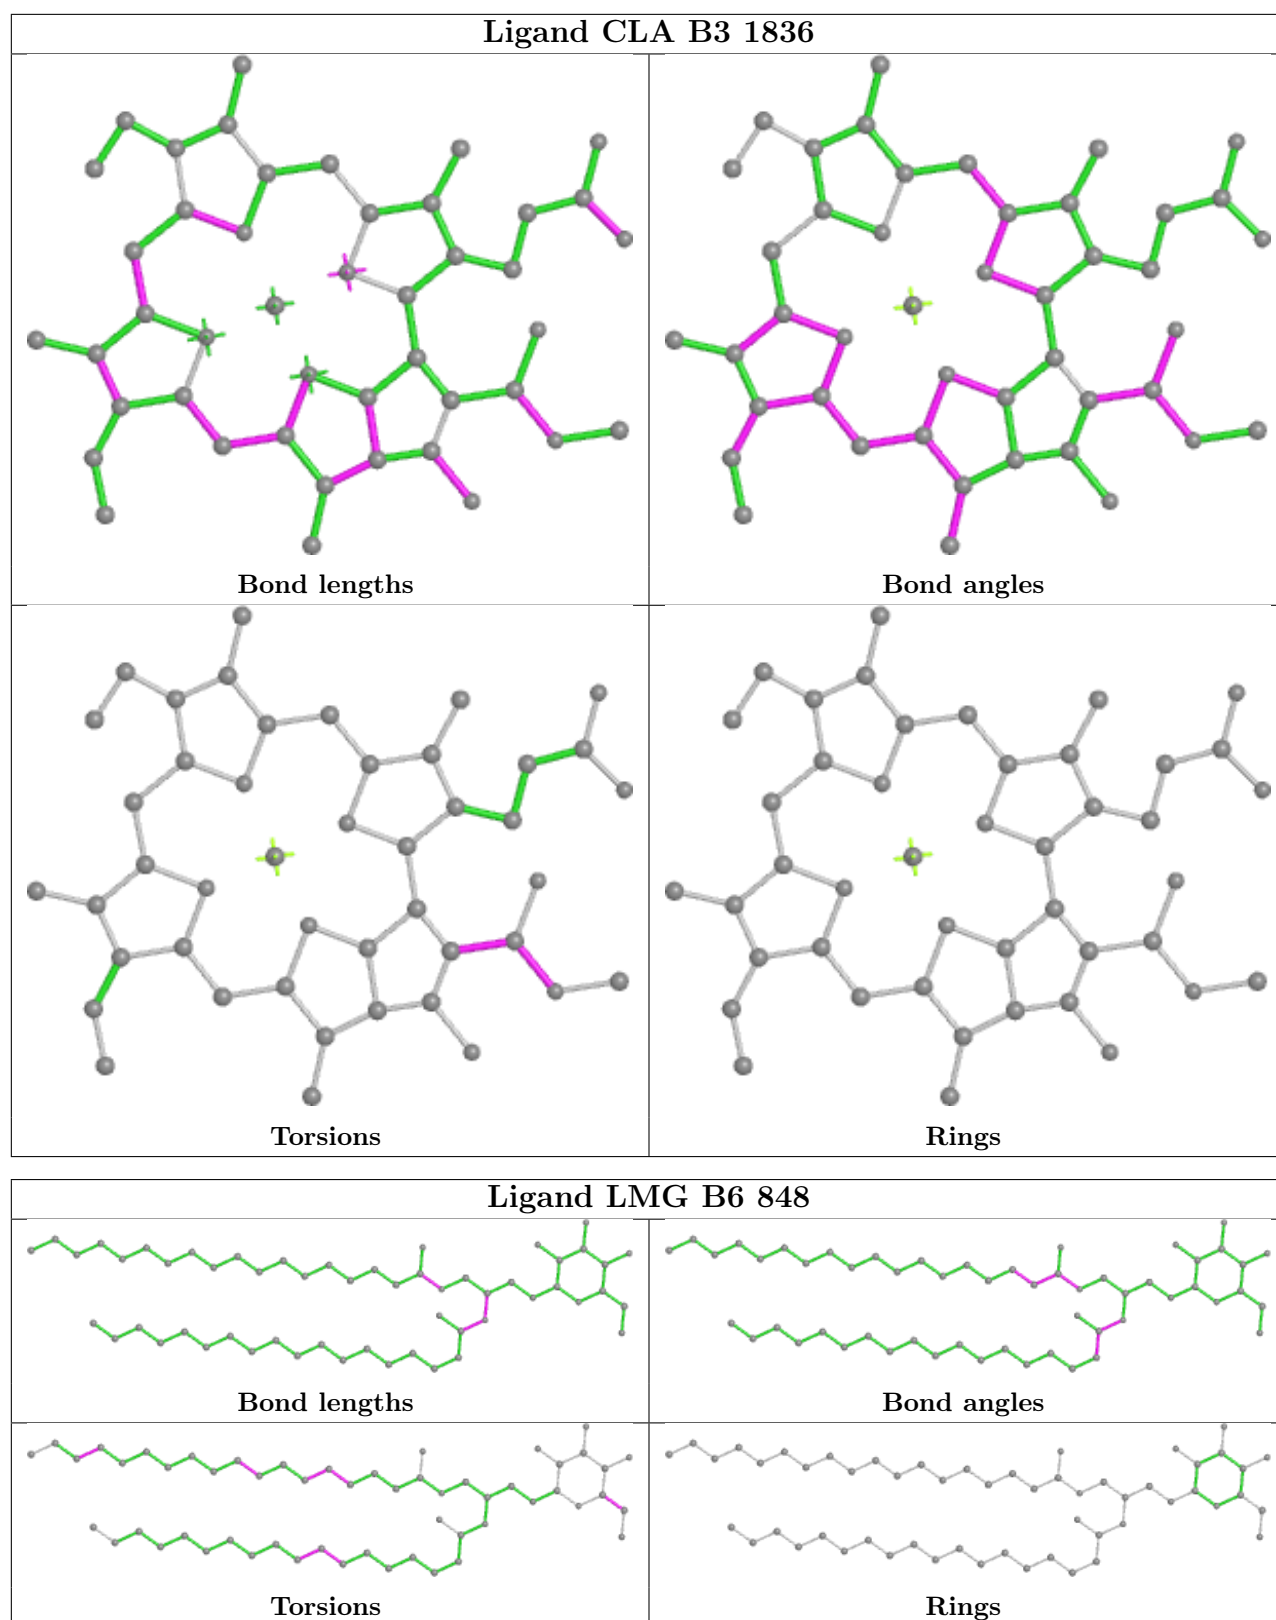 Ligand CLA B3 1836
Bond lengths
Bond angles
Torsions
Rings
Ligand LMG B6 848
Bond lengths
Bond angles
Torsions
Rings